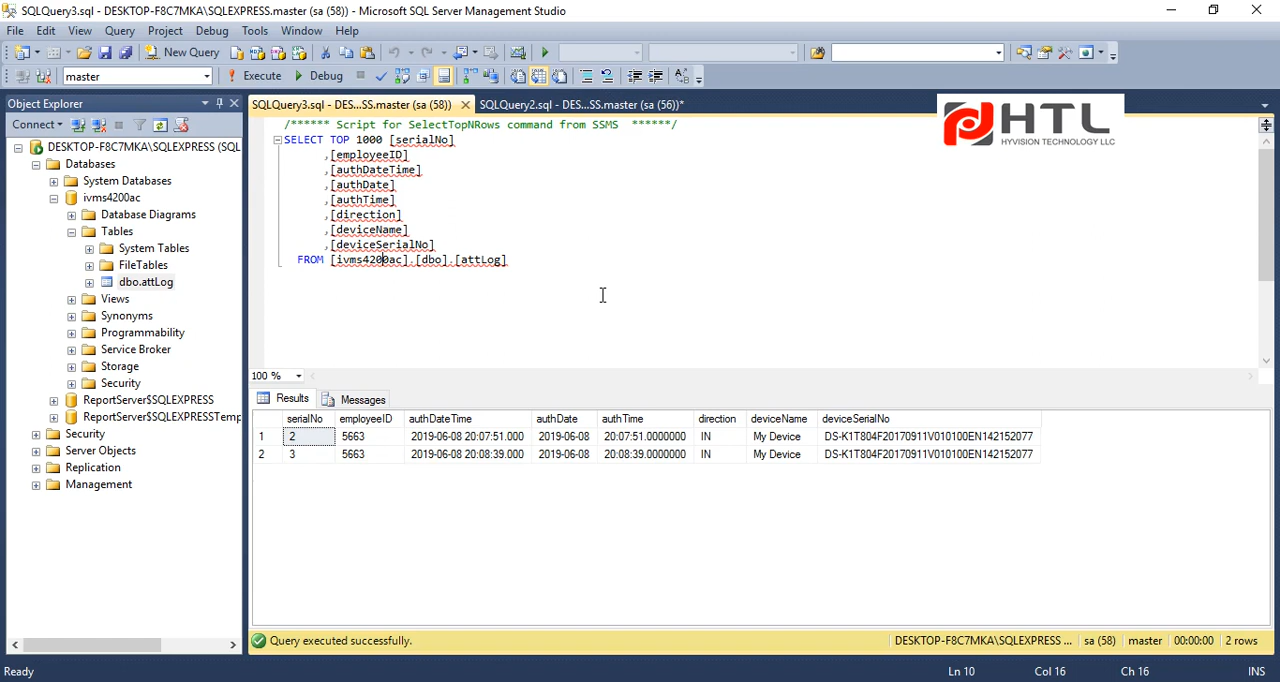 SQLQuery3.sql - DESKTOP-F8C7MKA\SQLEXPRESS.master (sa (58)) - Microsoft SQL Server Management Studio
File Edit View Query Project Debug Tools Window Help
New Query
master Execute Debug
Object Explorer
SQLQuery3.sql - DES...SS.master (sa (58)) SQLQuery2.sql - DES...SS.master (sa (56))*
Connect
DESKTOP-F8C7MKA\SQLEXPRESS (SQL
Databases
System Databases
ivms4200ac
Database Diagrams
Tables
System Tables
FileTables
dbo.attLog
Views
Synonyms
Programmability
Service Broker
Storage
Security
ReportServer$SQLEXPRESS
ReportServer$SQLEXPRESSTemp
Security
Server Objects
Replication
Management
/****** Script for SelectTopNRows command from SSMS ******/
SELECT TOP 1000 [serialNo]
,[employeeID]
,[authDateTime]
,[authDate]
,[authTime]
,[direction]
,[deviceName]
,[deviceSerialNo]
FROM [ivms4200ac].[dbo].[attLog]
HTL
HYVISION TECHNOLOGY LLC
100 %
Results Messages
serialNo employeeID authDateTime authDate authTime direction deviceName deviceSerialNo
1 2 5663 2019-06-08 20:07:51.000 2019-06-08 20:07:51.0000000 IN My Device DS-K1T804F20170911V010100EN142152077
2 3 5663 2019-06-08 20:08:39.000 2019-06-08 20:08:39.0000000 IN My Device DS-K1T804F20170911V010100EN142152077
Query executed successfully. DESKTOP-F8C7MKA\SQLEXPRESS ... sa (58) master 00:00:00 2 rows
Ready Ln 10 Col 16 Ch 16 INS